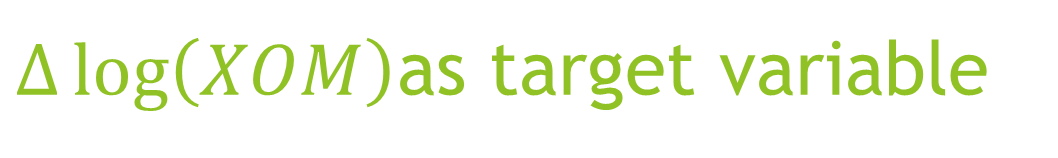 Δ log(XOM)as target variable